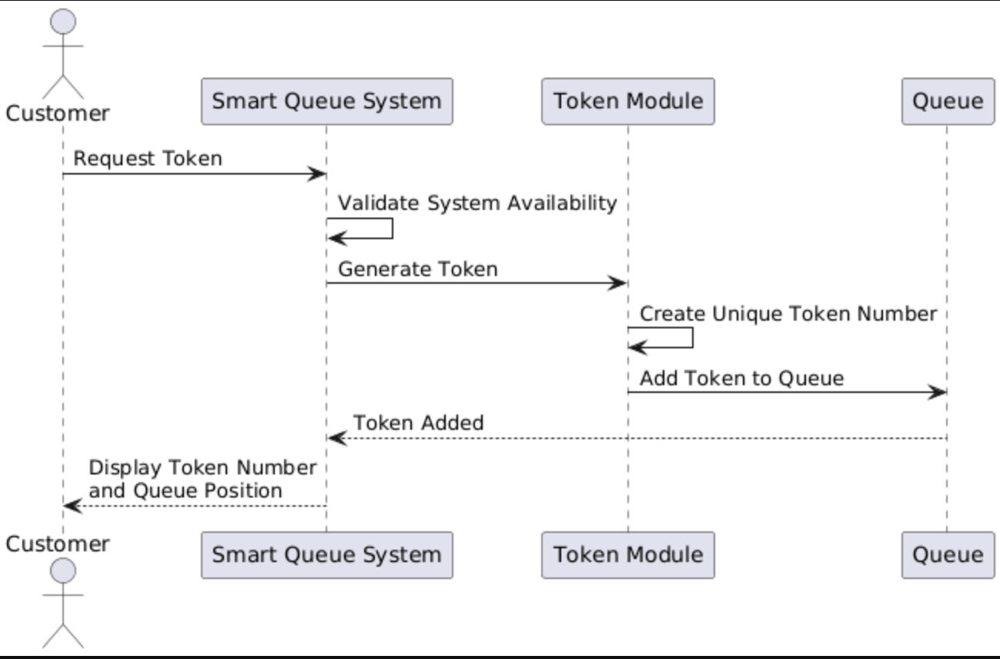 Customer
Smart Queue System
Token Module
Queue
Request Token
Validate System Availability
Generate Token
Create Unique Token Number
Add Token to Queue
Token Added
Display Token Number
and Queue Position
Customer
Smart Queue System
Token Module
Queue